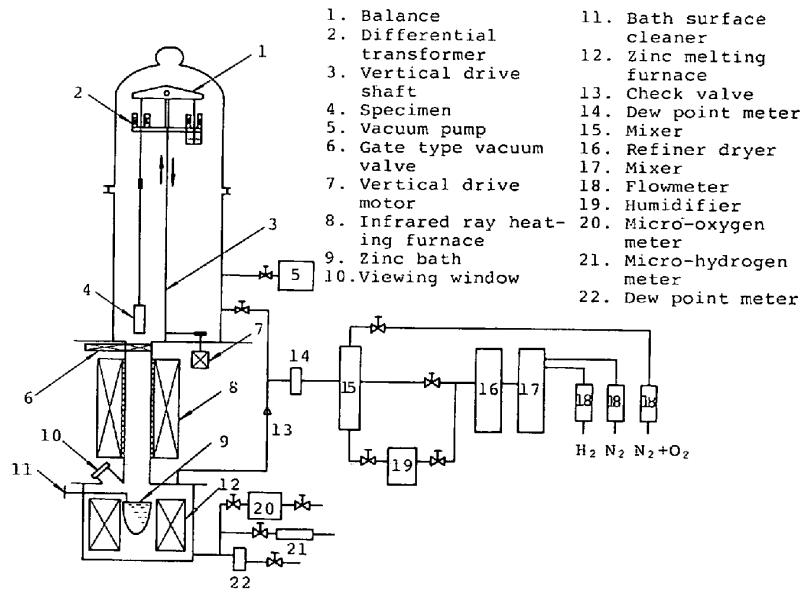 1. Balance
2. Differential
transformer
3. Vertical drive
shaft
4. Specimen
5. Vacuum pump
6. Gate type vacuum
valve
7. Vertical drive
motor
8. Infrared ray heat-
ing furnace
9. Zinc bath
10. Viewing window
11. Bath surface
cleaner
12. Zinc melting
furnace
13. Check valve
14. Dew point meter
15. Mixer
16. Refiner dryer
17. Mixer
18. Flowmeter
19. Humidifier
20. Micro-oxygen
meter
21. Micro-hydrogen
meter
22. Dew point meter
1
2
3
5
4
7
14
6
8
15
16
17
18
18
18
13
H₂ N₂ N₂+O₂
10
9
19
11
12
20
21
22